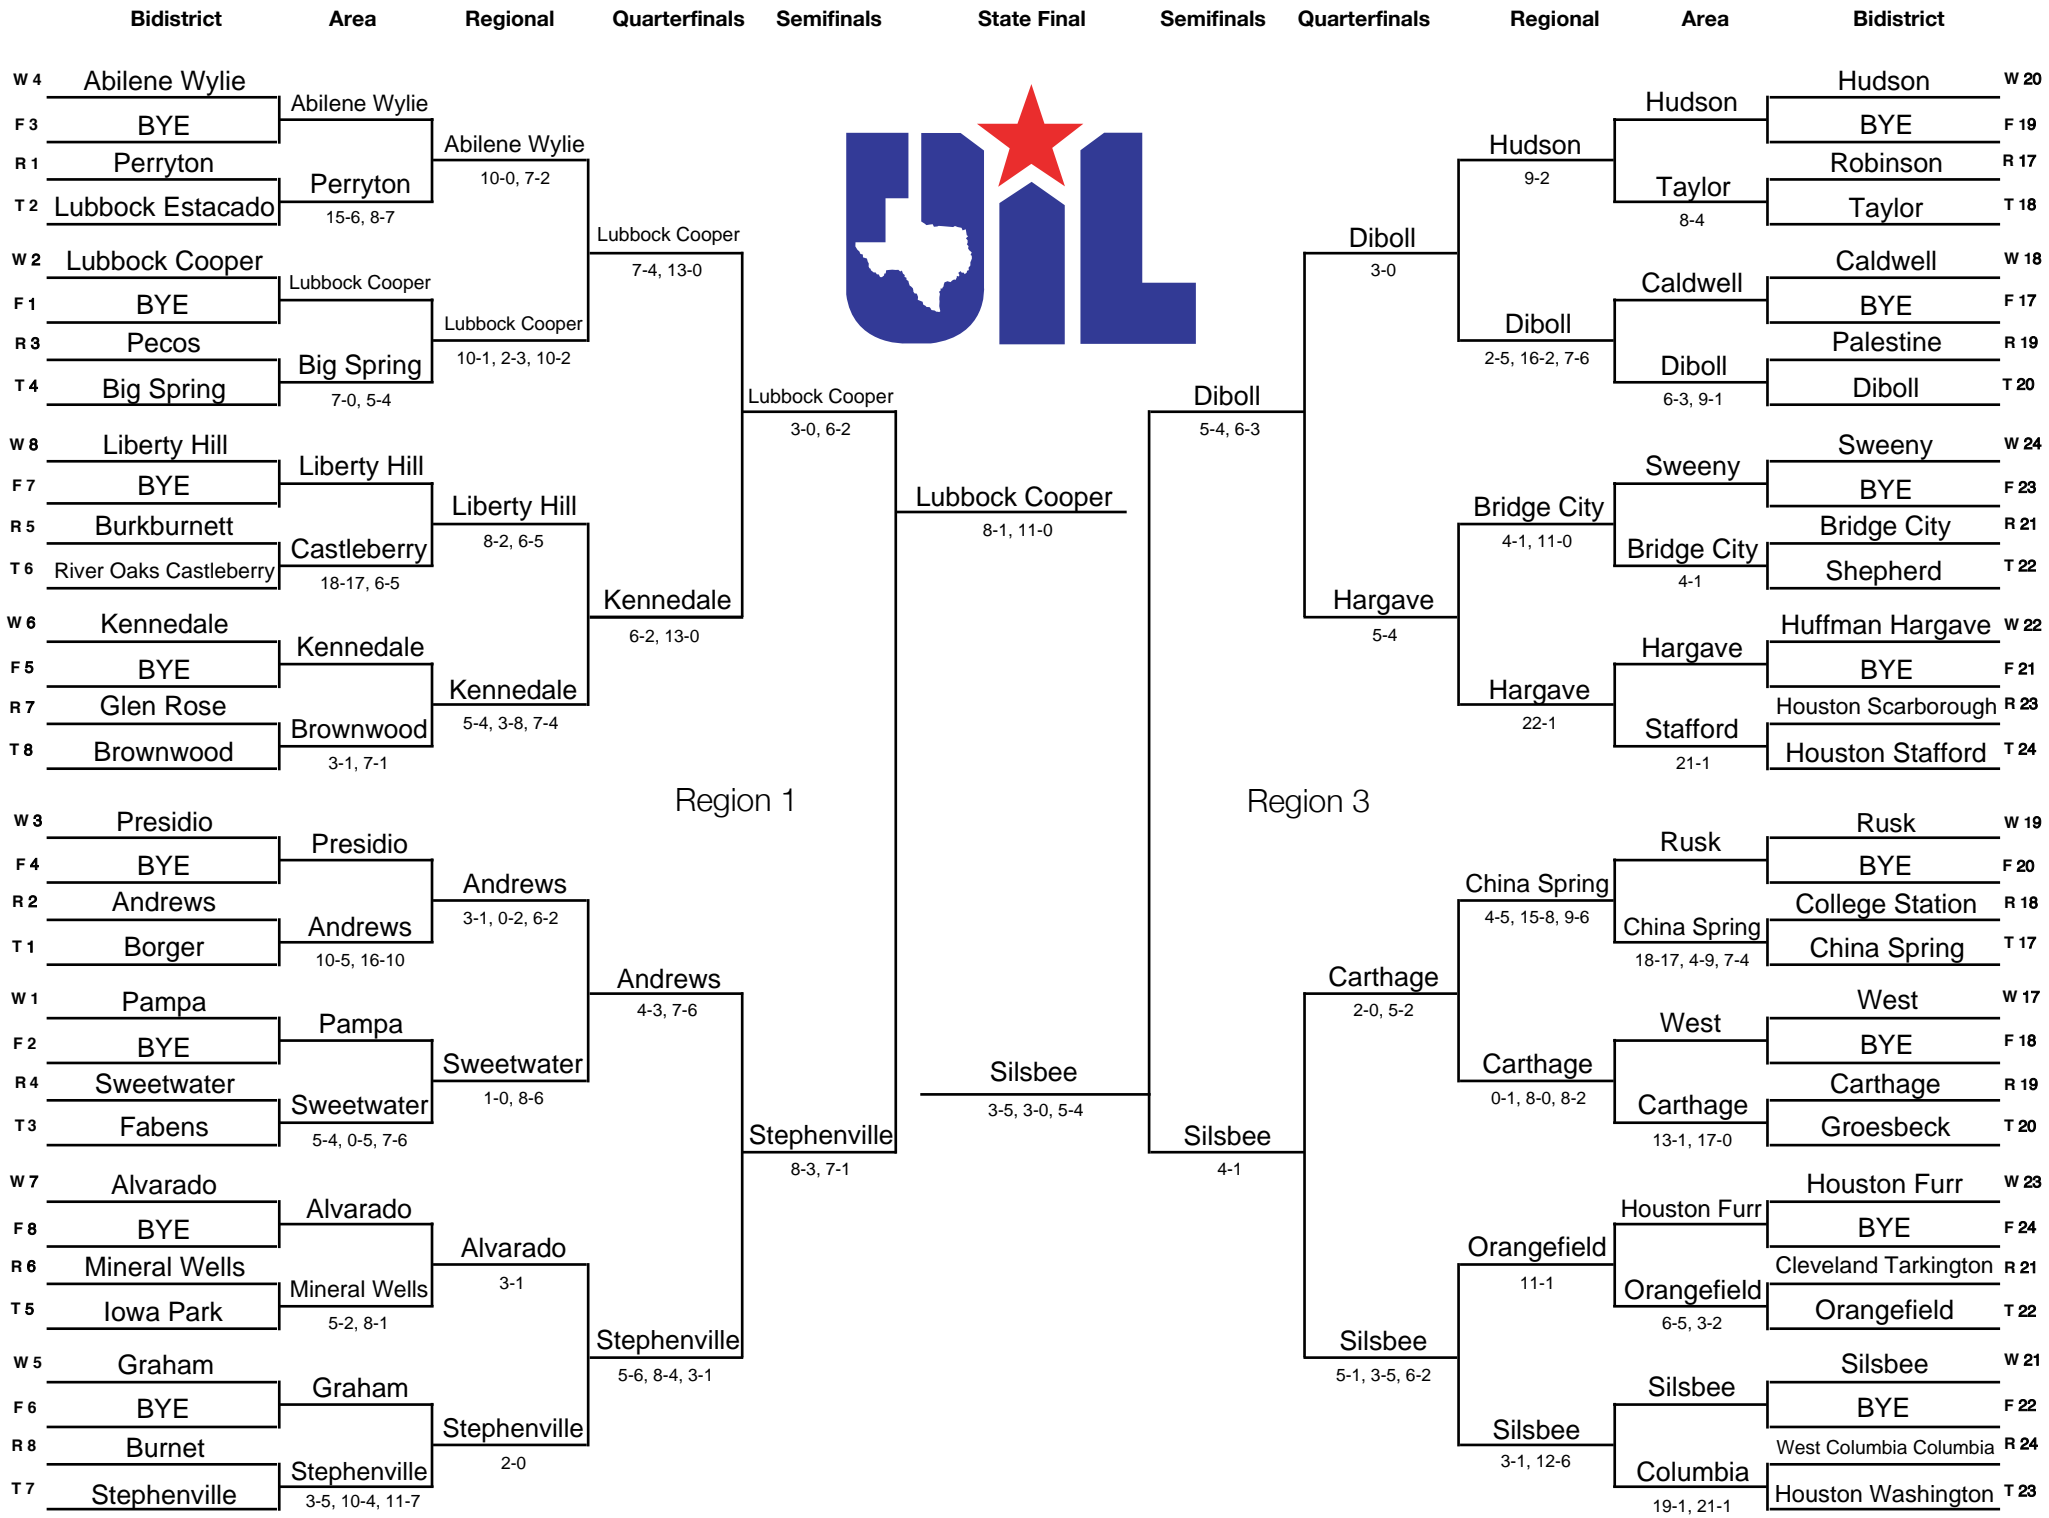 Bidistrict Area Regional Quarterfinals Semifinals State Final Semifinals Quarterfinals Regional Area Bidistrict
W 4 Abilene Wylie
F 3 BYE
R 1 Perryton
T 2 Lubbock Estacado
W 2 Lubbock Cooper
F 1 BYE
R 3 Pecos
T 4 Big Spring
W 8 Liberty Hill
F 7 BYE
R 5 Burkburnett
T 6 River Oaks Castleberry
W 6 Kennedale
F 5 BYE
R 7 Glen Rose
T 8 Brownwood
W 3 Presidio
F 4 BYE
R 2 Andrews
T 1 Borger
W 1 Pampa
F 2 BYE
R 4 Sweetwater
T 3 Fabens
W 7 Alvarado
F 8 BYE
R 6 Mineral Wells
T 5 Iowa Park
W 5 Graham
F 6 BYE
R 8 Burnet
T 7 Stephenville
Abilene Wylie
Perryton
15-6, 8-7
Lubbock Cooper
Big Spring
7-0, 5-4
Liberty Hill
Castleberry
18-17, 6-5
Kennedale
Brownwood
3-1, 7-1
Presidio
Andrews
10-5, 16-10
Pampa
Sweetwater
5-4, 0-5, 7-6
Alvarado
Mineral Wells
5-2, 8-1
Graham
Stephenville
3-5, 10-4, 11-7
Abilene Wylie
10-0, 7-2
Lubbock Cooper
10-1, 2-3, 10-2
Liberty Hill
8-2, 6-5
Kennedale
5-4, 3-8, 7-4
Andrews
3-1, 0-2, 6-2
Sweetwater
1-0, 8-6
Alvarado
3-1
Stephenville
2-0
Lubbock Cooper
7-4, 13-0
Kennedale
6-2, 13-0
Region 1
Andrews
4-3, 7-6
Stephenville
5-6, 8-4, 3-1
Lubbock Cooper
3-0, 6-2
Stephenville
8-3, 7-1
UIL
Lubbock Cooper
8-1, 11-0
Silsbee
3-5, 3-0, 5-4
Diboll
5-4, 6-3
Silsbee
4-1
Diboll
3-0
Hargave
5-4
Region 3
Carthage
2-0, 5-2
Silsbee
5-1, 3-5, 6-2
Hudson
9-2
Diboll
2-5, 16-2, 7-6
Bridge City
4-1, 11-0
Hargave
22-1
China Spring
4-5, 15-8, 9-6
Carthage
0-1, 8-0, 8-2
Orangefield
11-1
Silsbee
3-1, 12-6
Hudson
Taylor
8-4
Caldwell
Diboll
6-3, 9-1
Sweeny
Bridge City
4-1
Hargave
Stafford
21-1
Rusk
China Spring
18-17, 4-9, 7-4
West
Carthage
13-1, 17-0
Houston Furr
Orangefield
6-5, 3-2
Silsbee
Columbia
19-1, 21-1
Hudson W 20
BYE F 19
Robinson R 17
Taylor T 18
Caldwell W 18
BYE F 17
Palestine R 19
Diboll T 20
Sweeny W 24
BYE F 23
Bridge City R 21
Shepherd T 22
Huffman Hargave W 22
BYE F 21
Houston Scarborough R 23
Houston Stafford T 24
Rusk W 19
BYE F 20
College Station R 18
China Spring T 17
West W 17
BYE F 18
Carthage R 19
Groesbeck T 20
Houston Furr W 23
BYE F 24
Cleveland Tarkington R 21
Orangefield T 22
Silsbee W 21
BYE F 22
West Columbia Columbia R 24
Houston Washington T 23